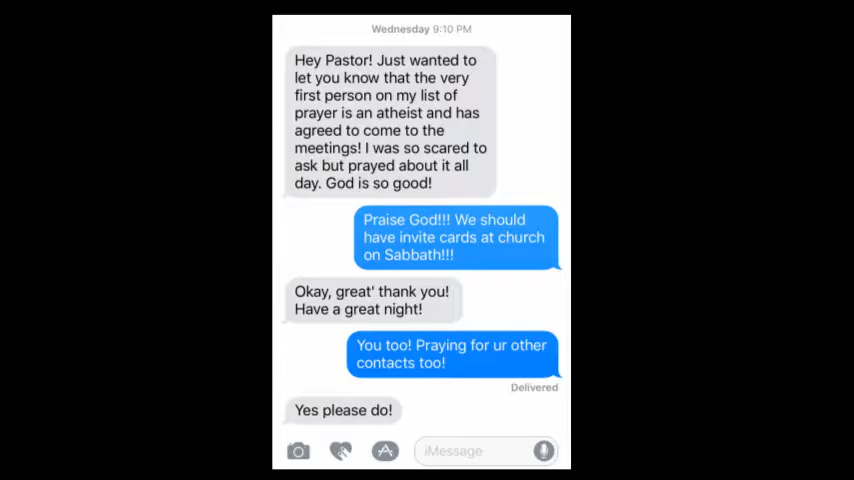 Wednesday 9:10 PM
Hey Pastor! Just wanted to
let you know that the very
first person on my list of
prayer is an atheist and has
agreed to come to the
meetings! I was so scared to
ask but prayed about it all
day. God is so good!
Praise God!!! We should
have invite cards at church
on Sabbath!!!
Okay, great' thank you!
Have a great night!
You too! Praying for ur other
contacts too!
Delivered
Yes please do!
iMessage